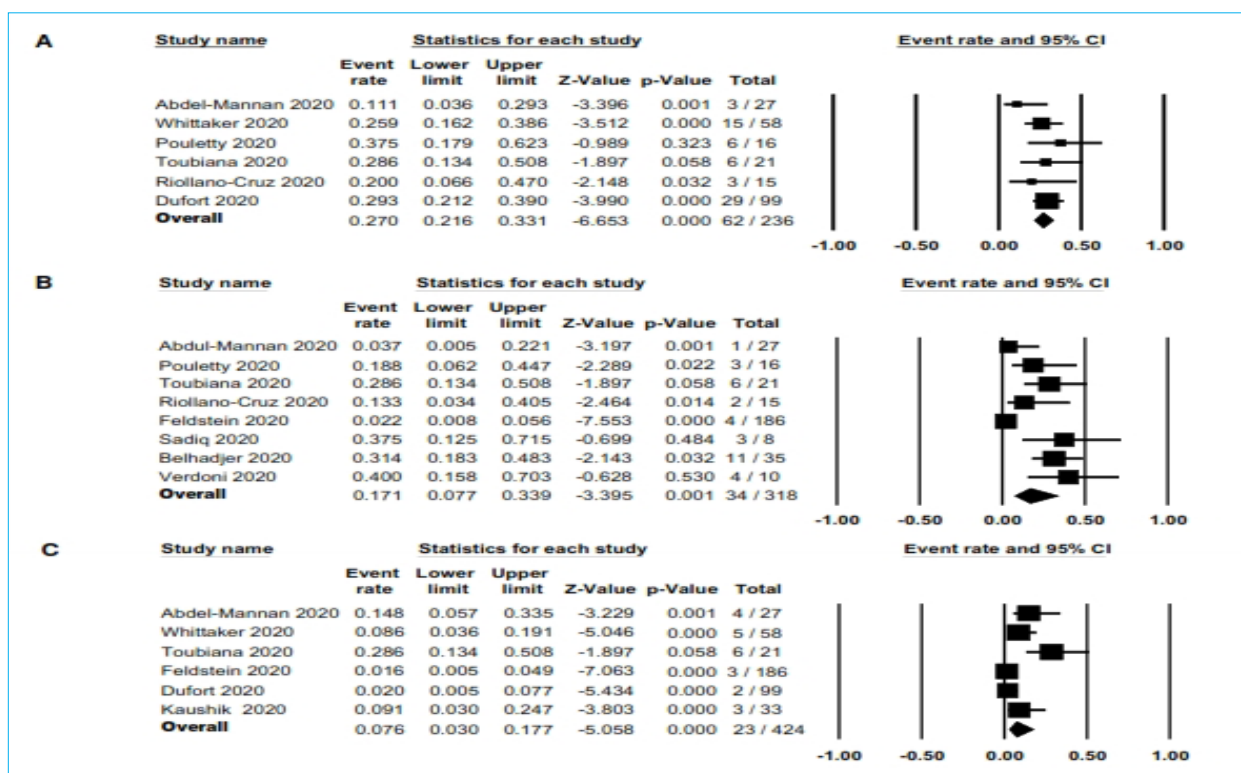 A Study name Statistics for each study Event rate and 95% CI
Event Lower Upper
rate limit limit Z-Value p-Value Total
Abdel-Mannan 2020 0.111 0.036 0.293 -3.396 0.001 3 / 27
Whittaker 2020 0.259 0.162 0.386 -3.512 0.000 15 / 58
Pouletty 2020 0.375 0.179 0.623 -0.989 0.323 6 / 16
Toubiana 2020 0.286 0.134 0.508 -1.897 0.058 6 / 21
Riollano-Cruz 2020 0.200 0.066 0.470 -2.148 0.032 3 / 15
Dufort 2020 0.293 0.212 0.390 -3.990 0.000 29 / 99
Overall 0.270 0.216 0.331 -6.653 0.000 62 / 236
-1.00 -0.50 0.00 0.50 1.00
B Study name Statistics for each study Event rate and 95% CI
Event Lower Upper
rate limit limit Z-Value p-Value Total
Abdul-Mannan 2020 0.037 0.005 0.221 -3.197 0.001 1 / 27
Pouletty 2020 0.188 0.062 0.447 -2.289 0.022 3 / 16
Toubiana 2020 0.286 0.134 0.508 -1.897 0.058 6 / 21
Riollano-Cruz 2020 0.133 0.034 0.405 -2.464 0.014 2 / 15
Feldstein 2020 0.022 0.008 0.056 -7.553 0.000 4 / 186
Sadiq 2020 0.375 0.125 0.715 -0.699 0.484 3 / 8
Belhadjer 2020 0.314 0.183 0.483 -2.143 0.032 11 / 35
Verdoni 2020 0.400 0.158 0.703 -0.628 0.530 4 / 10
Overall 0.171 0.077 0.339 -3.395 0.001 34 / 318
-1.00 -0.50 0.00 0.50 1.00
C Study name Statistics for each study Event rate and 95% CI
Event Lower Upper
rate limit limit Z-Value p-Value Total
Abdel-Mannan 2020 0.148 0.057 0.335 -3.229 0.001 4 / 27
Whittaker 2020 0.086 0.036 0.191 -5.046 0.000 5 / 58
Toubiana 2020 0.286 0.134 0.508 -1.897 0.058 6 / 21
Feldstein 2020 0.016 0.005 0.049 -7.063 0.000 3 / 186
Dufort 2020 0.020 0.005 0.077 -5.434 0.000 2 / 99
Kaushik 2020 0.091 0.030 0.247 -3.803 0.000 3 / 33
Overall 0.076 0.030 0.177 -5.058 0.000 23 / 424
-1.00 -0.50 0.00 0.50 1.00